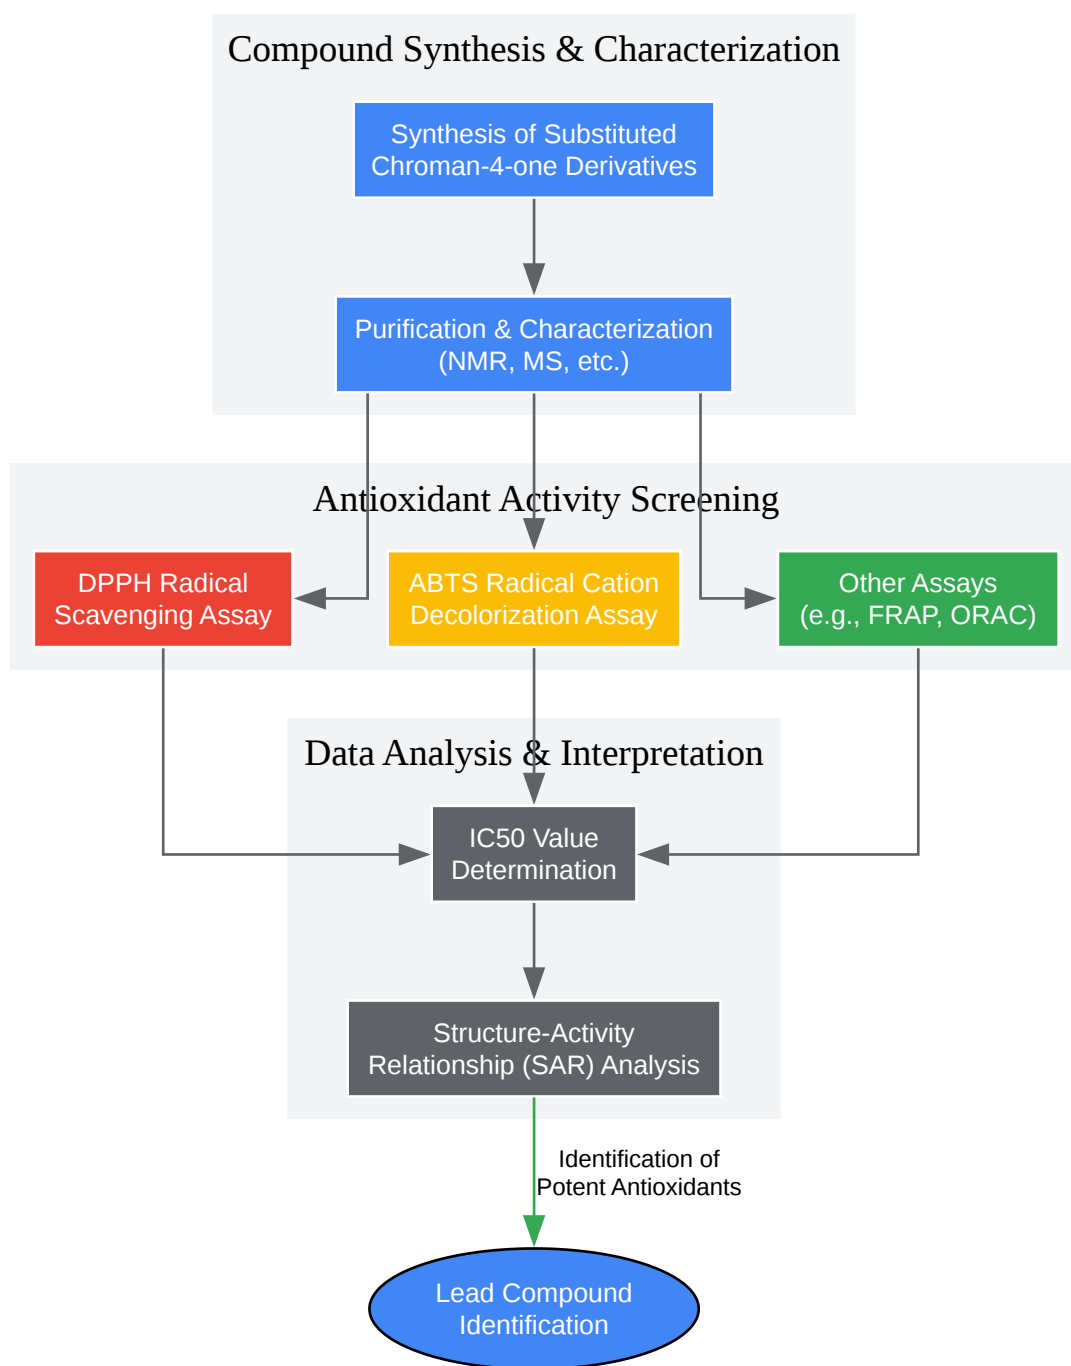 Compound Synthesis & Characterization
Synthesis of Substituted
Chroman-4-one Derivatives
Purification & Characterization
(NMR, MS, etc.)
Antioxidant Activity Screening
DPPH Radical
Scavenging Assay
ABTS Radical Cation
Decolorization Assay
Other Assays
(e.g., FRAP, ORAC)
Data Analysis & Interpretation
IC50 Value
Determination
Structure-Activity
Relationship (SAR) Analysis
Identification of
Potent Antioxidants
Lead Compound
Identification